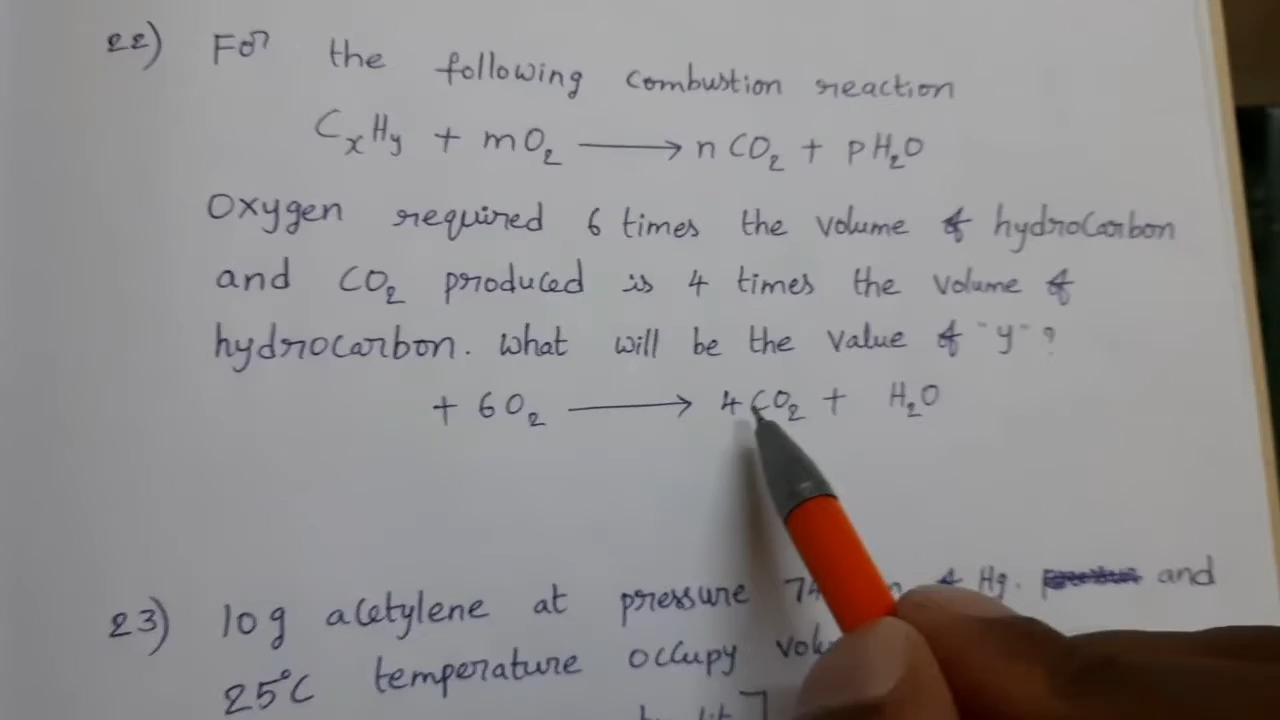 22) For the following combustion reaction
CxHy + mO₂ ⟶ nCO₂ + pH₂O
Oxygen required 6 times the volume of hydrocarbon
and CO₂ produced is 4 times the volume of
hydrocarbon. What will be the value of "y"?
+ 6O₂ ⟶ 4CO₂ + H₂O
23) 10g acetylene at pressure of Hg. and
25°C temperature occupy